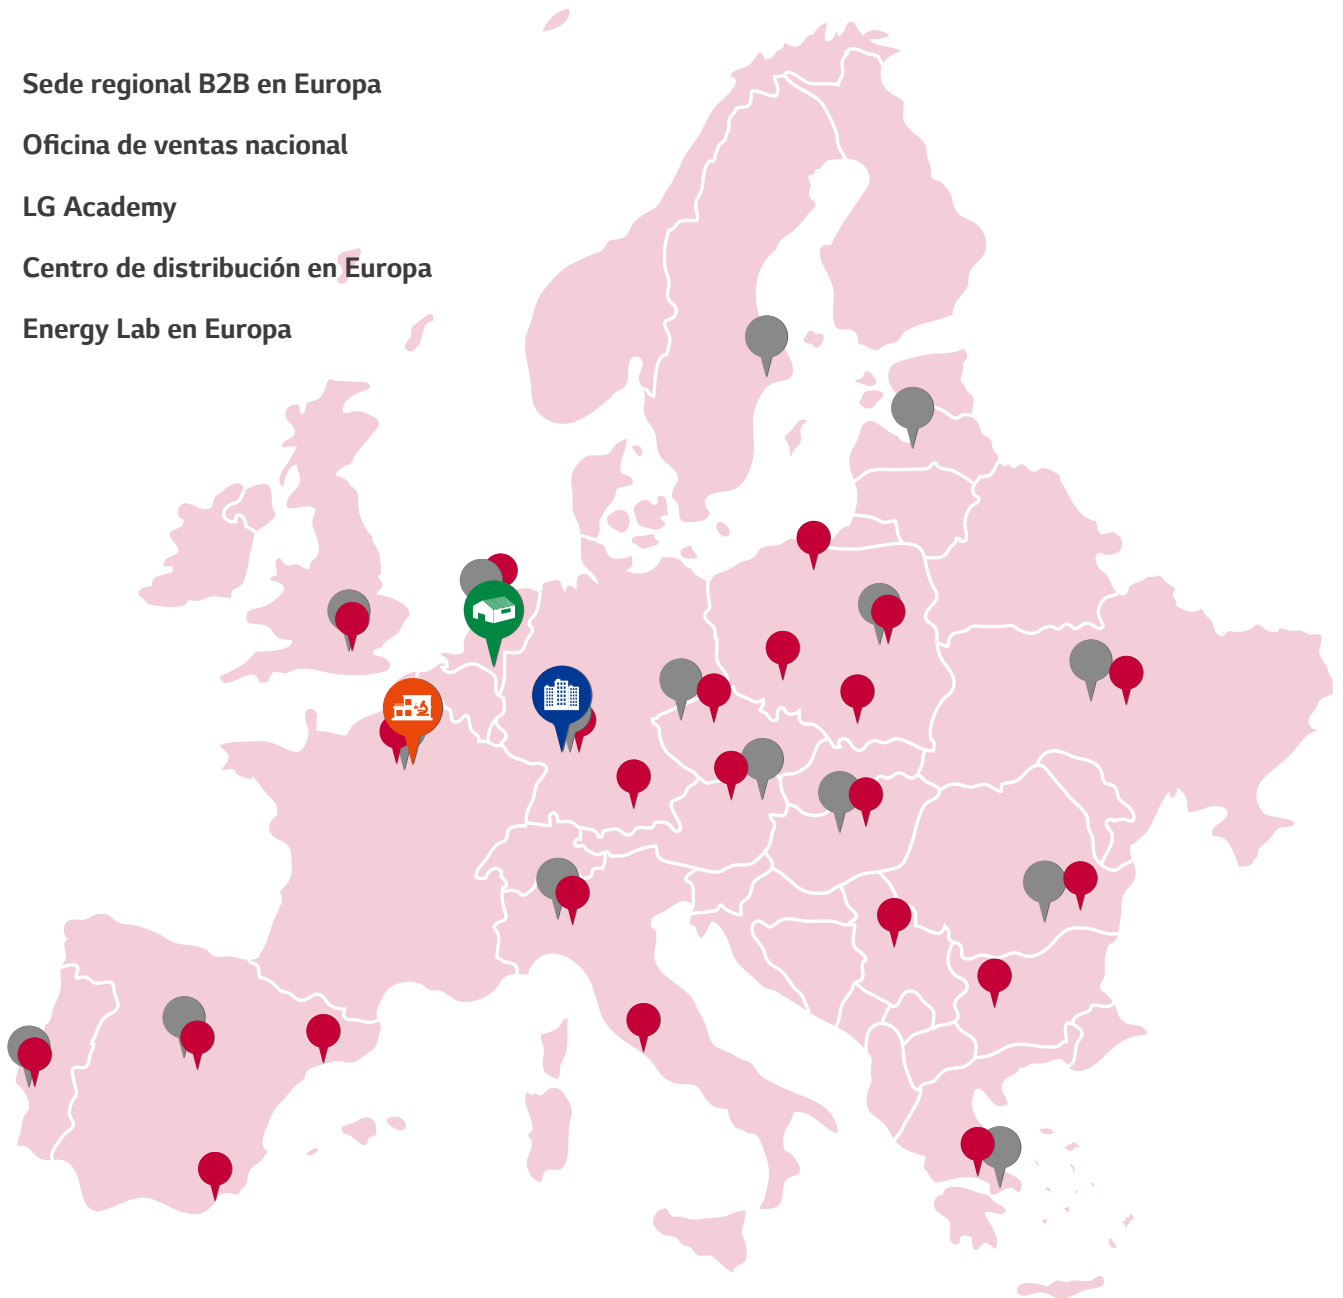 Sede regional B2B en Europa
Oficina de ventas nacional
LG Academy
Centro de distribución en Europa
Energy Lab en Europa